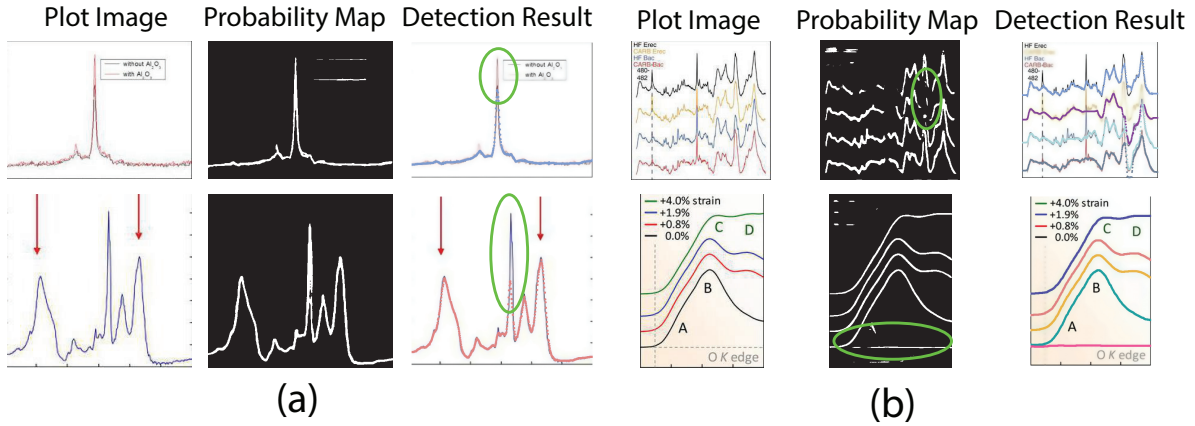 Plot Image Probability Map Detection Result Plot Image Probability Map Detection Result
without Al₂O₃
with Al₂O₃
without Al₂O₃
with Al₂O₃
HF Erec
CARB Erec
HF Bac
CARB-Bac
480-
482
HF Erec
CARB Erec
HF Bac
CARB-Bac
480-
482
+4.0% strain
+1.9%
+0.8%
0.0%
C D
B
A
O K edge
+4.0% strain
+1.9%
+0.8%
0.0%
C D
B
A
O K edge
(a) (b)